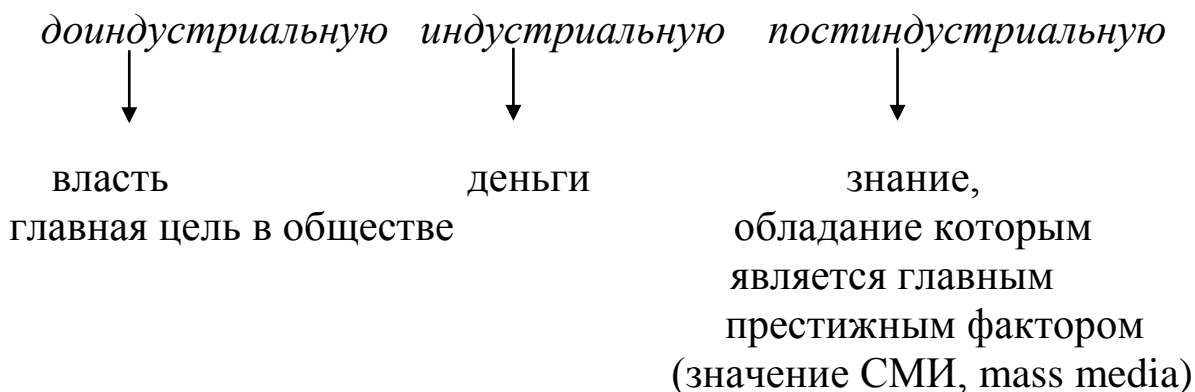 доиндустриальную индустриальную постиндустриальную
власть деньги знание,
главная цель в обществе обладание которым
является главным
престижным фактором
(значение СМИ, mass media)